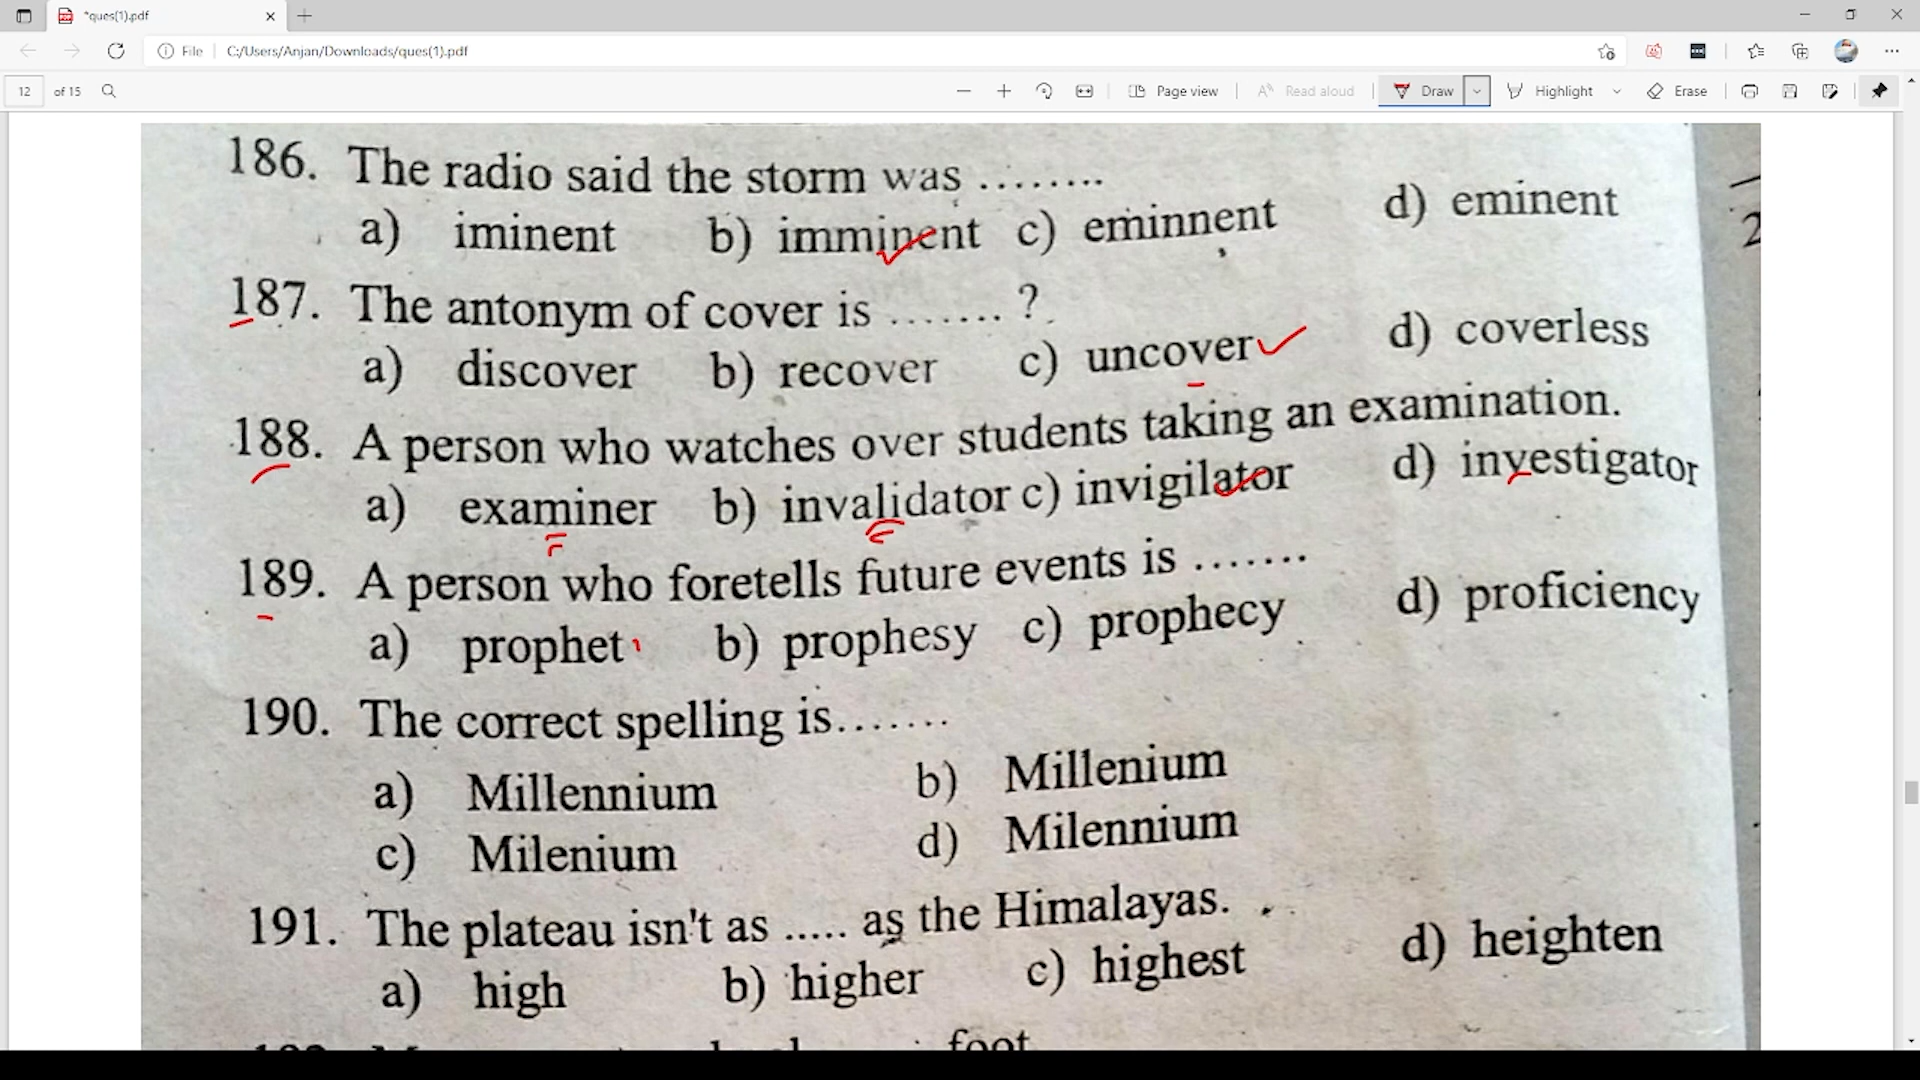 *ques(1).pdf
File C:/Users/Anjan/Downloads/ques(1).pdf
12 of 15 Page view Read aloud Draw Highlight Erase
186. The radio said the storm was ........
a) iminent b) imminent c) eminnent d) eminent
187. The antonym of cover is ....... ?
a) discover b) recover c) uncover d) coverless
188. A person who watches over students taking an examination.
a) examiner b) invalidator c) invigilator d) investigator
189. A person who foretells future events is .......
a) prophet b) prophesy c) prophecy d) proficiency
190. The correct spelling is.......
a) Millennium b) Millenium
c) Milenium d) Milennium
191. The plateau isn't as ..... as the Himalayas.
a) high b) higher c) highest d) heighten
foot